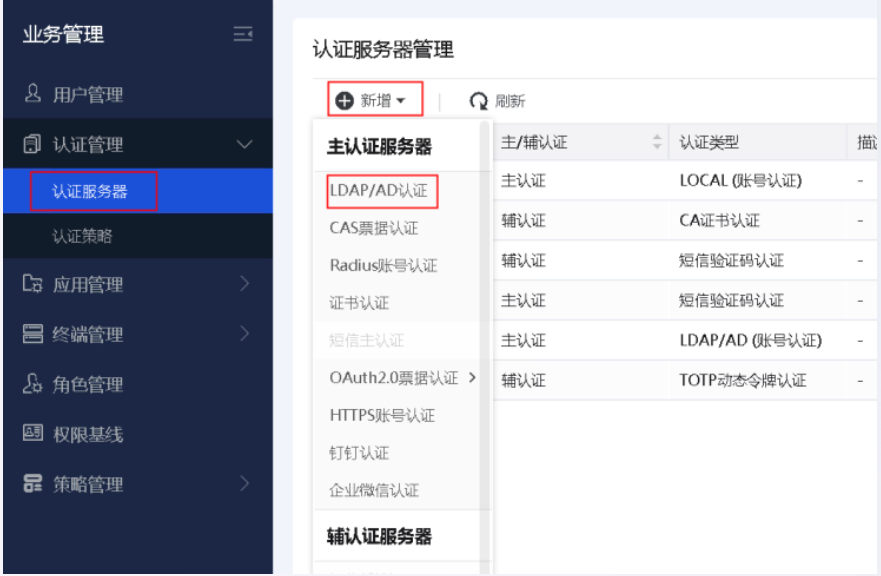 业务管理
用户管理
认证管理
认证服务器
认证策略
应用管理
终端管理
角色管理
权限基线
策略管理
认证服务器管理
新增
刷新
主认证服务器
LDAP/AD认证
CAS票据认证
Radius账号认证
证书认证
短信主认证
OAuth2.0票据认证
HTTPS账号认证
钉钉认证
企业微信认证
辅认证服务器
主/辅认证 认证类型
主认证 LOCAL (账号认证) -
辅认证 CA证书认证 -
辅认证 短信验证码认证 -
主认证 短信验证码认证 -
主认证 LDAP/AD (账号认证) -
辅认证 TOTP动态令牌认证 -